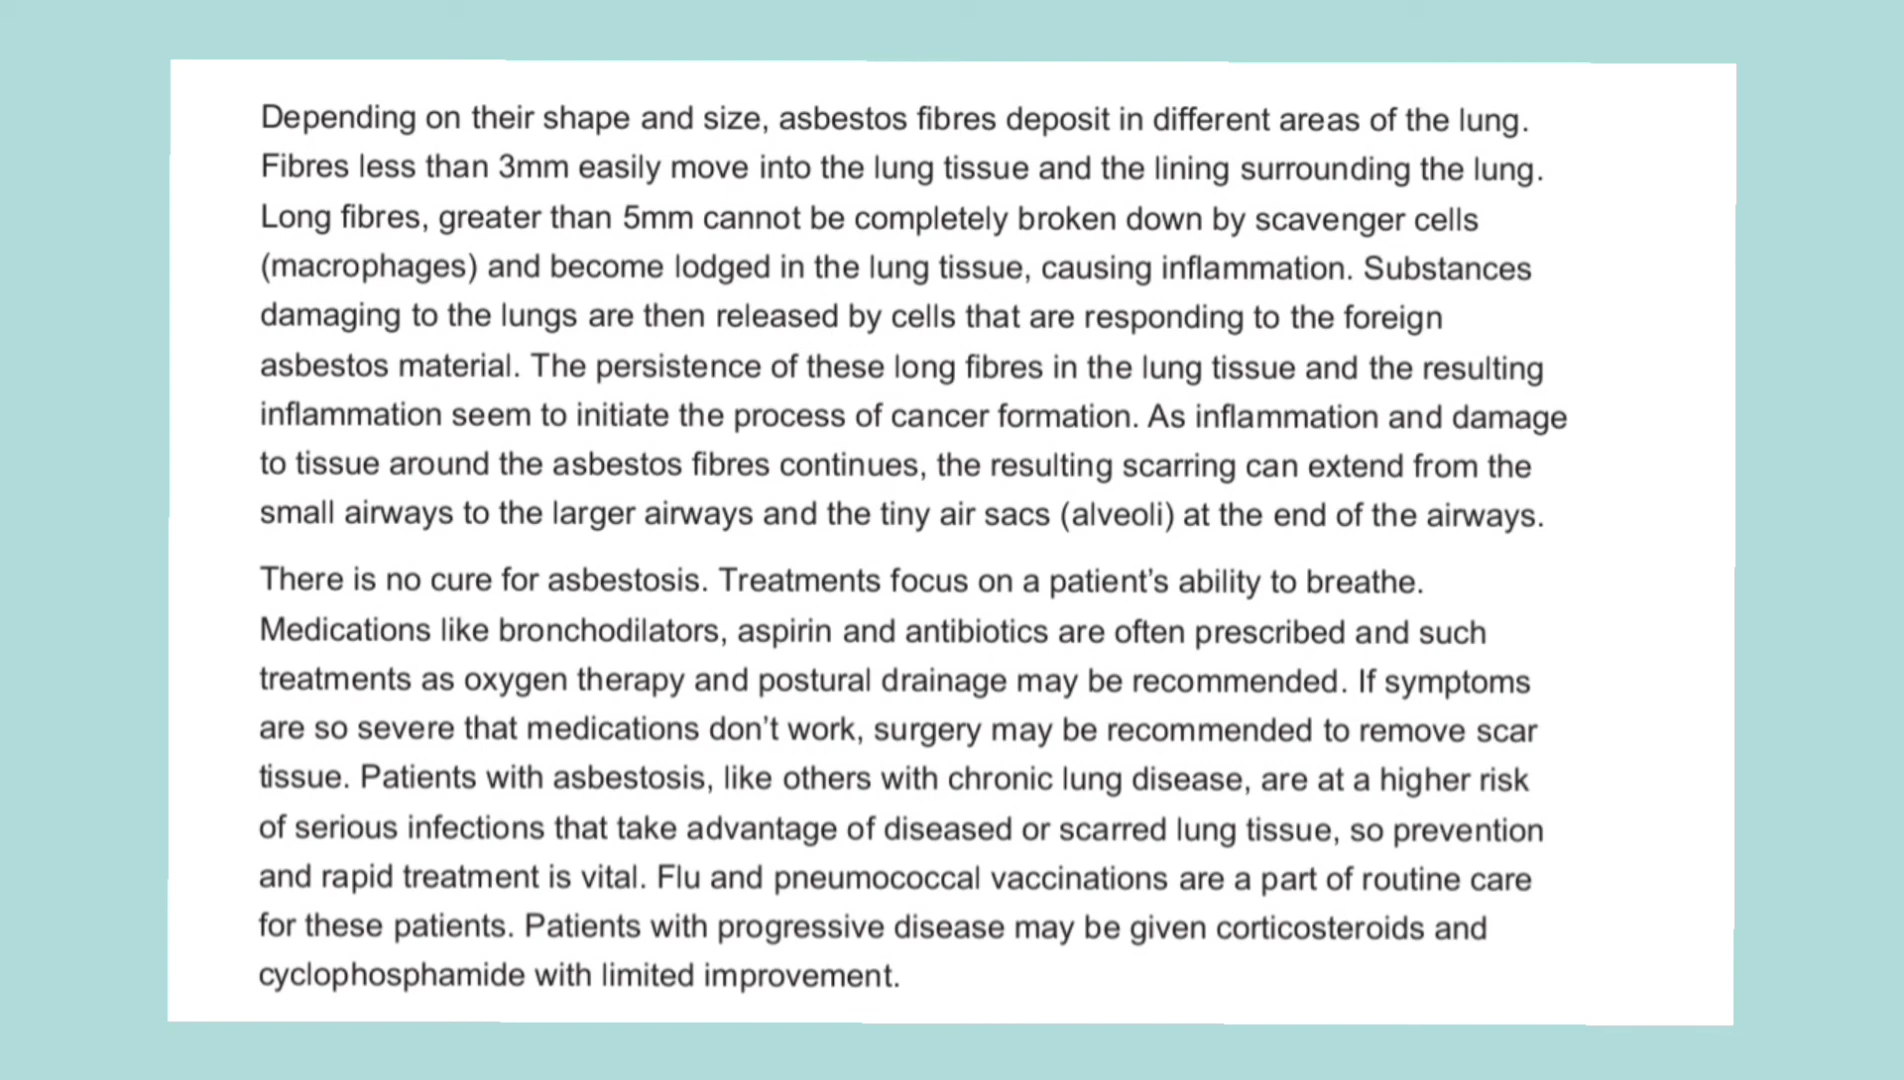 Depending on their shape and size, asbestos fibres deposit in different areas of the lung.
Fibres less than 3mm easily move into the lung tissue and the lining surrounding the lung.
Long fibres, greater than 5mm cannot be completely broken down by scavenger cells
(macrophages) and become lodged in the lung tissue, causing inflammation. Substances
damaging to the lungs are then released by cells that are responding to the foreign
asbestos material. The persistence of these long fibres in the lung tissue and the resulting
inflammation seem to initiate the process of cancer formation. As inflammation and damage
to tissue around the asbestos fibres continues, the resulting scarring can extend from the
small airways to the larger airways and the tiny air sacs (alveoli) at the end of the airways.
There is no cure for asbestosis. Treatments focus on a patient’s ability to breathe.
Medications like bronchodilators, aspirin and antibiotics are often prescribed and such
treatments as oxygen therapy and postural drainage may be recommended. If symptoms
are so severe that medications don’t work, surgery may be recommended to remove scar
tissue. Patients with asbestosis, like others with chronic lung disease, are at a higher risk
of serious infections that take advantage of diseased or scarred lung tissue, so prevention
and rapid treatment is vital. Flu and pneumococcal vaccinations are a part of routine care
for these patients. Patients with progressive disease may be given corticosteroids and
cyclophosphamide with limited improvement.